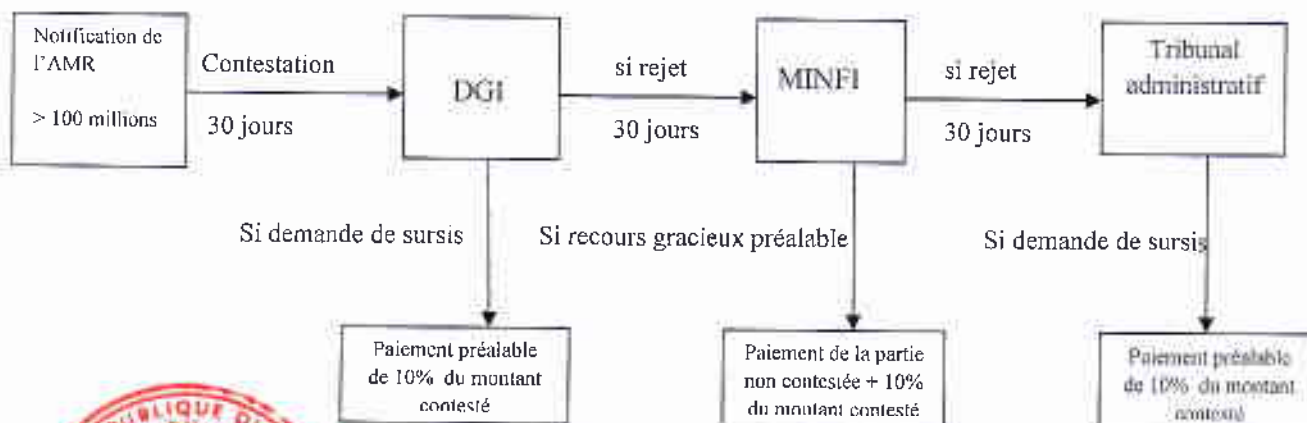 Notification de
l'AMR
> 100 millions
Contestation
30 jours
DGI
si rejet
30 jours
MINFI
si rejet
30 jours
Tribunal
administratif
Si demande de sursis
Si recours gracieux préalable
Si demande de sursis
Paiement préalable
de 10% du montant
contesté
Paiement de la partie
non contestée + 10%
du montant contesté
Paiement préalable
de 10% du montant
contesté